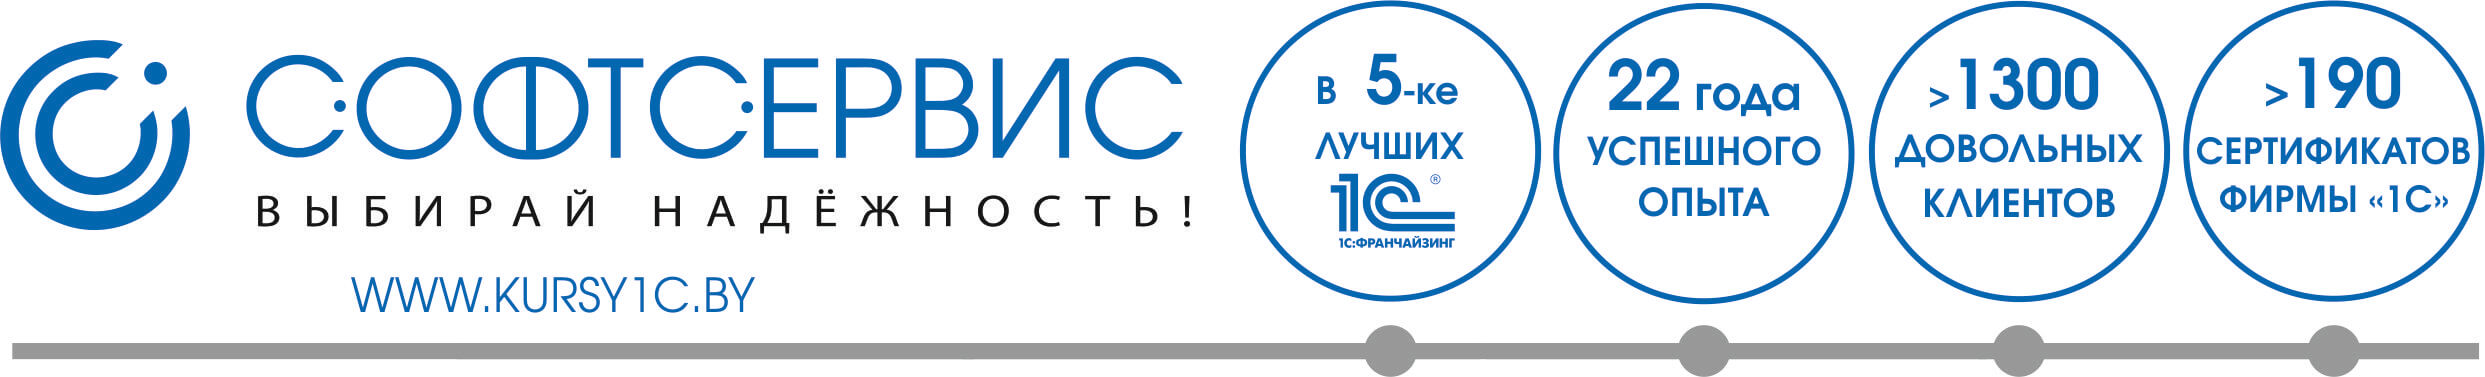 СОФТСЕРВИС
ВЫБИРАЙ НАДЁЖНОСТЬ!
WWW.KURSY1C.BY
В 5-ке
ЛУЧШИХ
1С ®
1С:ФРАНЧАЙЗИНГ
22 года
УСПЕШНОГО
ОПЫТА
>1300
ДОВОЛЬНЫХ
КЛИЕНТОВ
>190
СЕРТИФИКАТОВ
ФИРМЫ «1С»